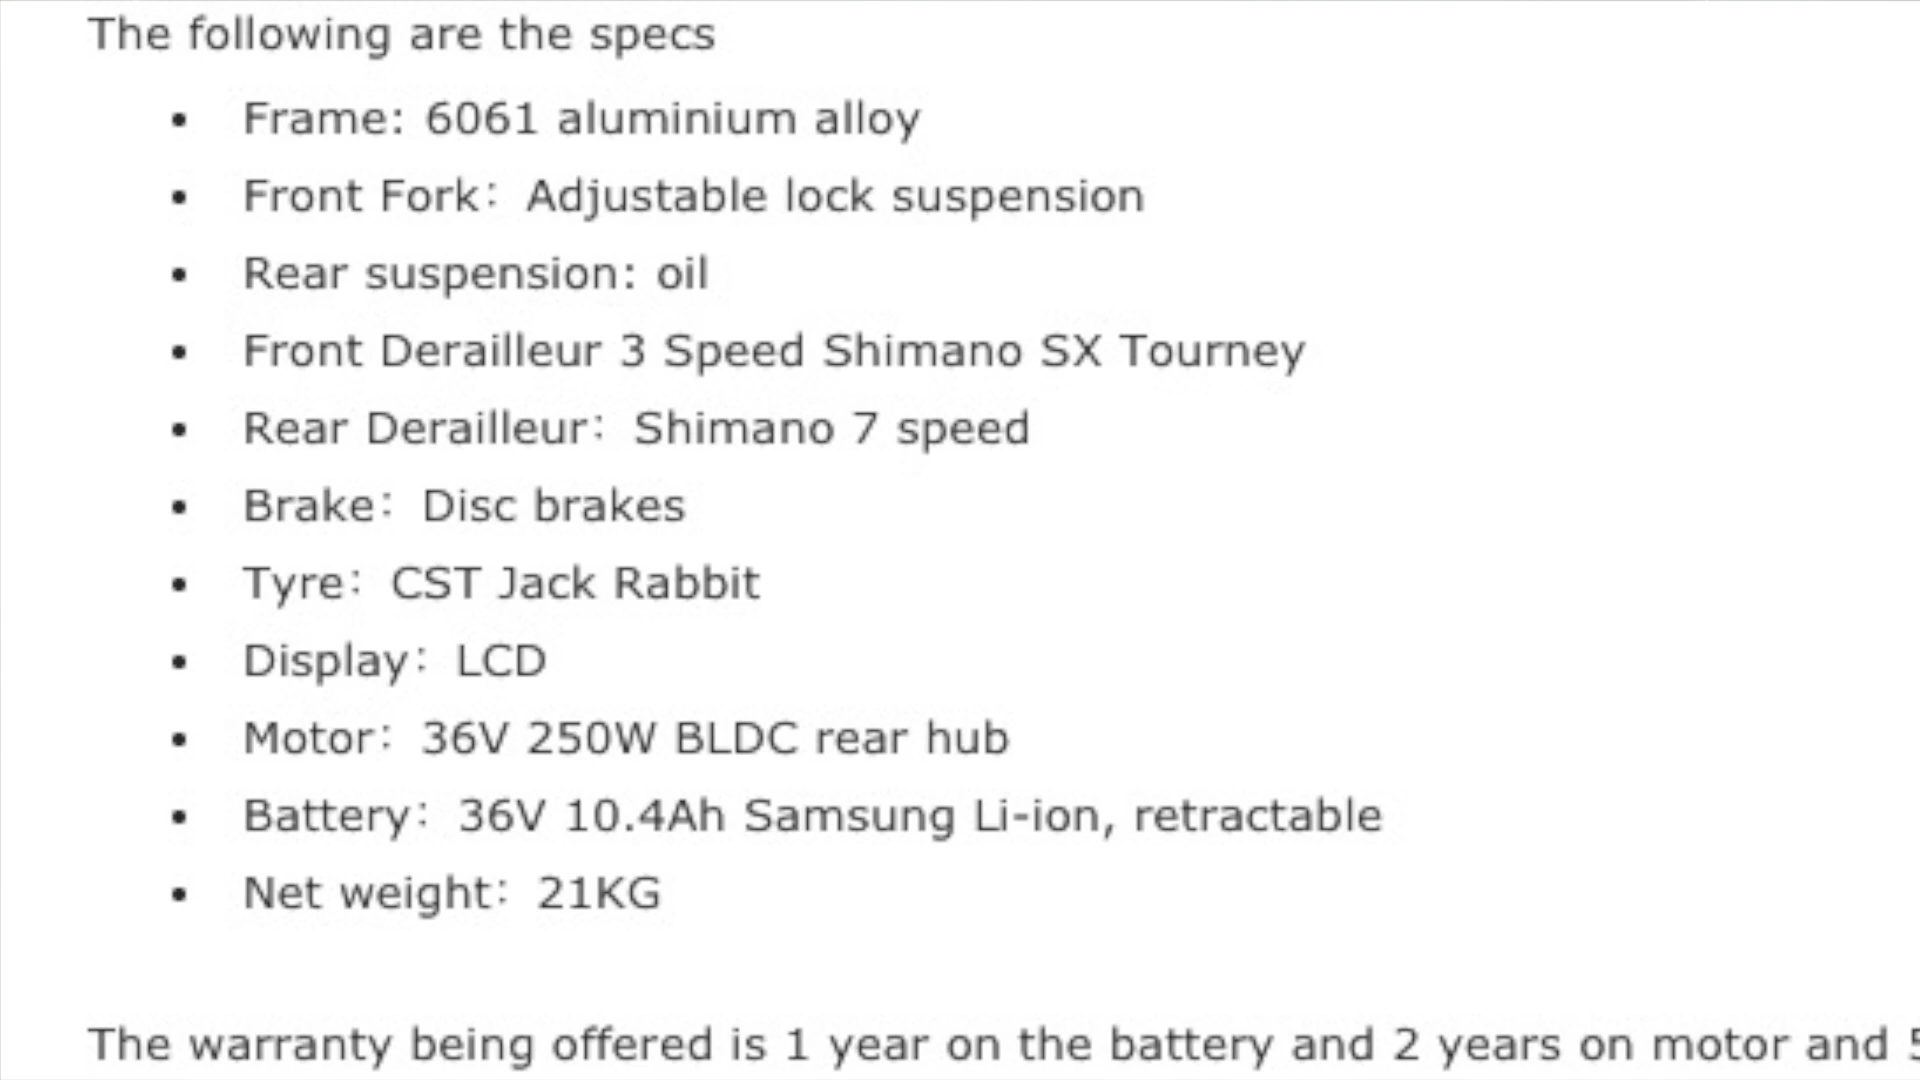 The following are the specs
• Frame: 6061 aluminium alloy
• Front Fork: Adjustable lock suspension
• Rear suspension: oil
• Front Derailleur 3 Speed Shimano SX Tourney
• Rear Derailleur: Shimano 7 speed
• Brake: Disc brakes
• Tyre: CST Jack Rabbit
• Display: LCD
• Motor: 36V 250W BLDC rear hub
• Battery: 36V 10.4Ah Samsung Li-ion, retractable
• Net weight: 21KG
The warranty being offered is 1 year on the battery and 2 years on motor and